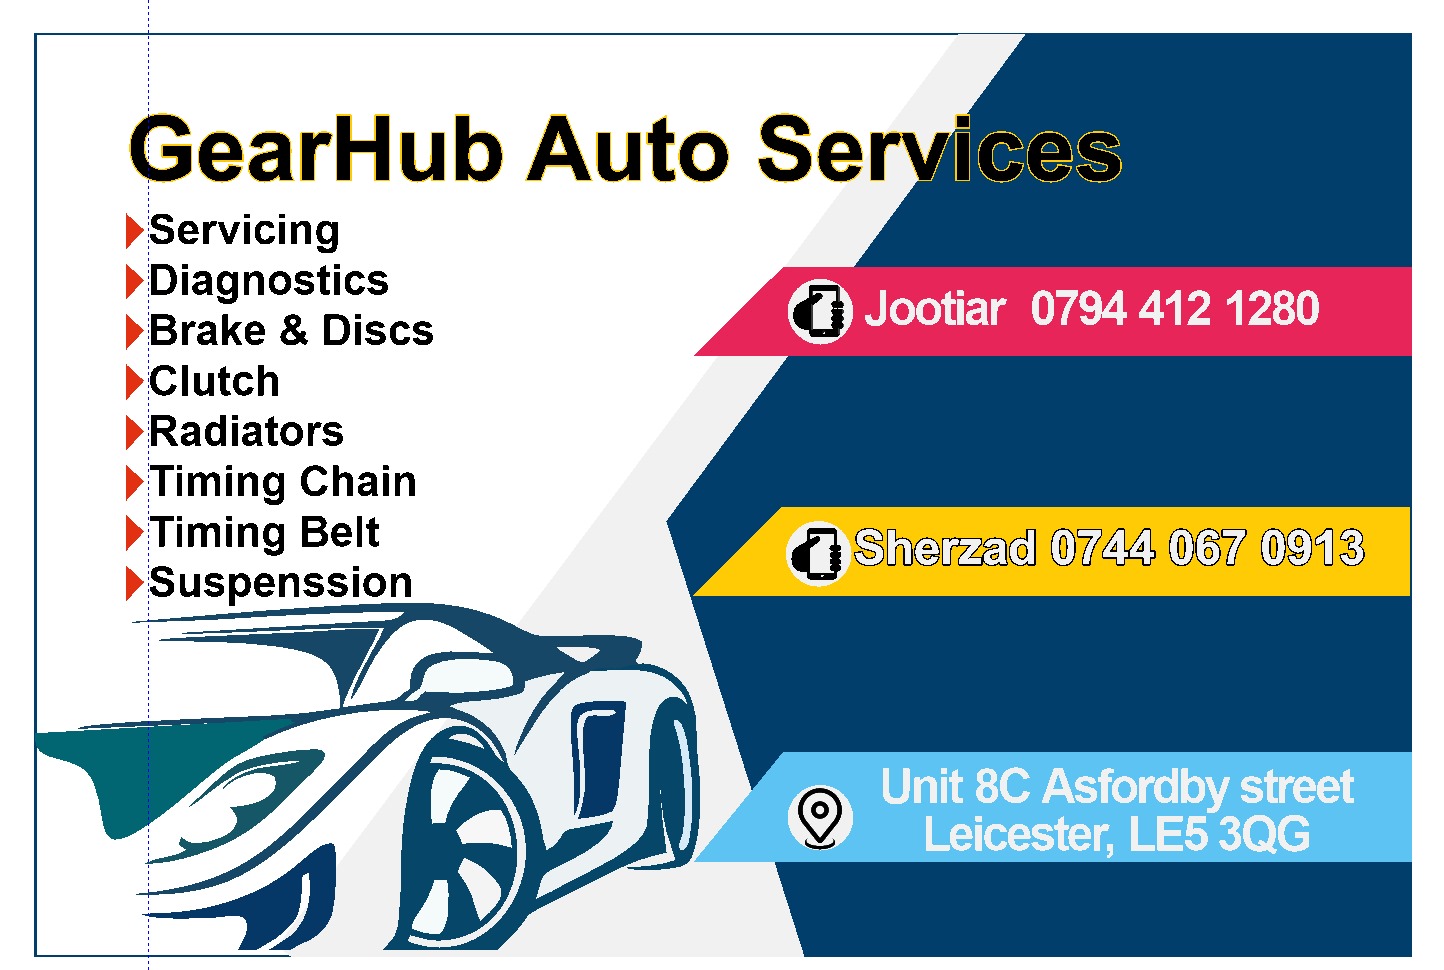 GearHub Auto Services
Servicing
Diagnostics
Brake & Discs
Clutch
Radiators
Timing Chain
Timing Belt
Suspenssion
Jootiar  0794 412 1280
Sherzad 0744 067 0913
Unit 8C Asfordby street
Leicester, LE5 3QG